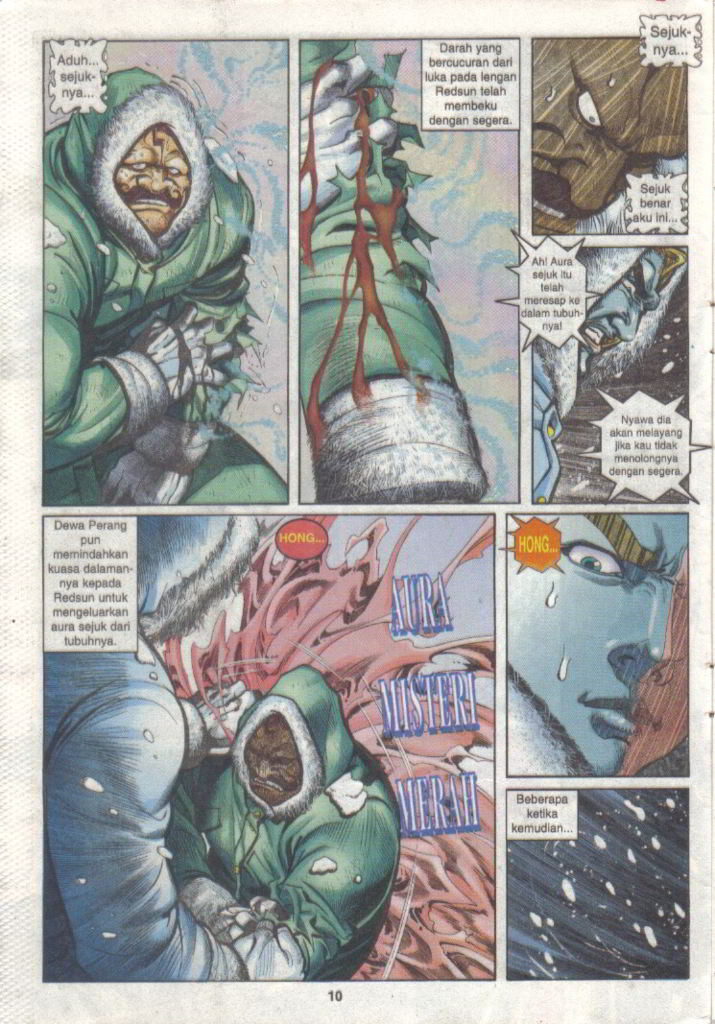 Aduh...
sejuk-
nya...
Darah yang
bercucuran dari
luka pada lengan
Redsun telah
membeku
dengan segera.
Sejuk-
nya...
Sejuk
benar
aku ini...
Ah! Aura
sejuk itu
telah
meresap ke
dalam tubuh-
nya!
Nyawa dia
akan melayang
jika kau tidak
menolongnya
dengan segera.
Dewa Perang
pun
memindahkan
kuasa dalaman-
nya kepada
Redsun untuk
mengeluarkan
aura sejuk dari
tubuhnya.
HONG...
AURA
MISTERI
MERAH
HONG...
Beberapa
ketika
kemudian...
10